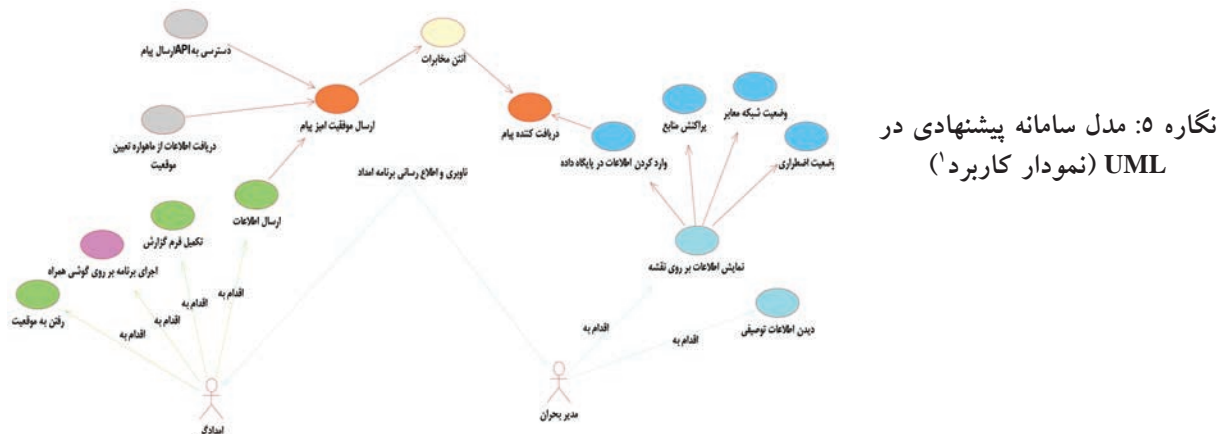 نگاره ۵: مدل سامانه پیشنهادی در
UML (نمودار کاربرد۱)
دسترسی به APIارسال پیام
آنتن مخابرات
ارسال موفقیت امیز پیام
دریافت کننده پیام
پراکنش منابع
وضعیت شبکه معابر
وضعیت اضطراری
دریافت اطلاعات از ماهواره تعیین
موقعیت
وارد کردن اطلاعات در پایگاه داده
ناوبری و اطلاع رسانی برنامه امداد
ارسال اطلاعات
تکمیل فرم گزارش
اجرای برنامه بر روی گوشی همراه
رفتن به موقعیت
نمایش اطلاعات بر روی نقشه
دیدن اطلاعات توصیفی
اقدام به
اقدام به
اقدام به
اقدام به
اقدام به
اقدام به
مدیر بحران
امدادگر